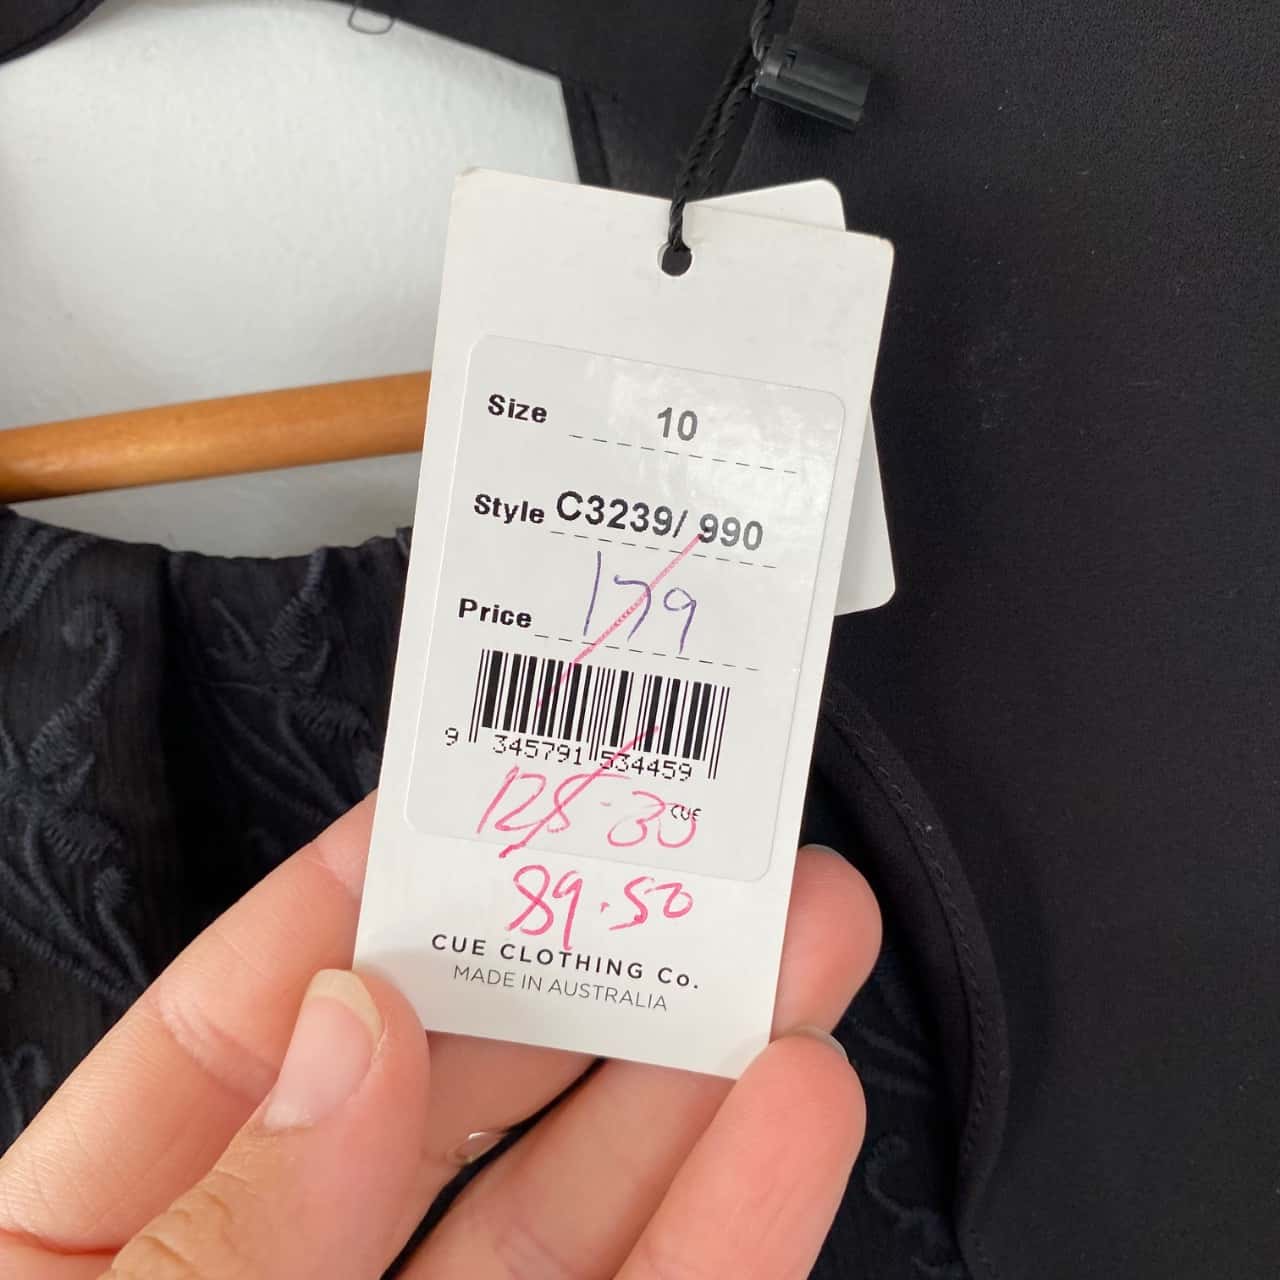 Size 10
Style C3239/ 990
Price 179
9 345791 534459
CUE
125.30
89.50
CUE CLOTHING Co.
MADE IN AUSTRALIA